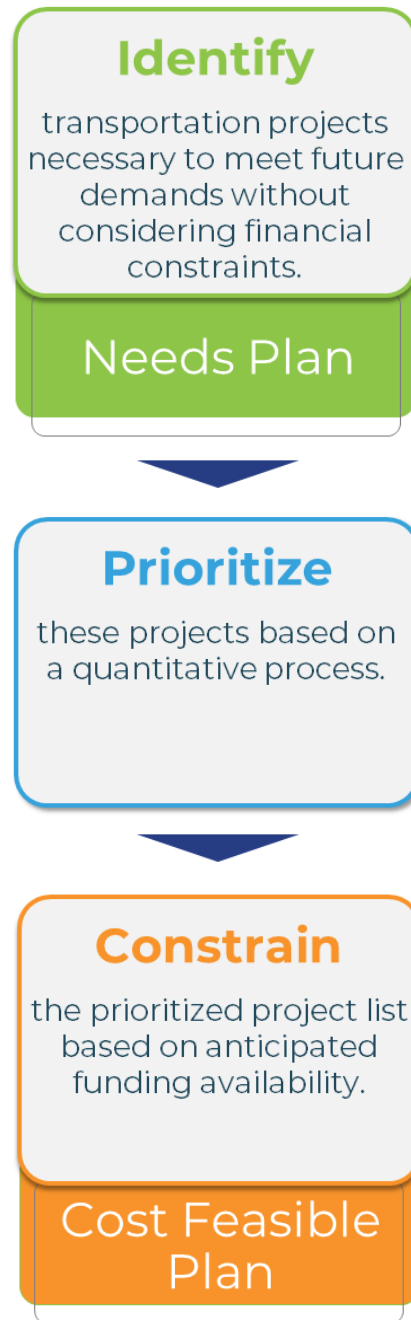 Identify
transportation projects
necessary to meet future
demands without
considering financial
constraints.
Needs Plan
Prioritize
these projects based on
a quantitative process.
Constrain
the prioritized project list
based on anticipated
funding availability.
Cost Feasible
Plan